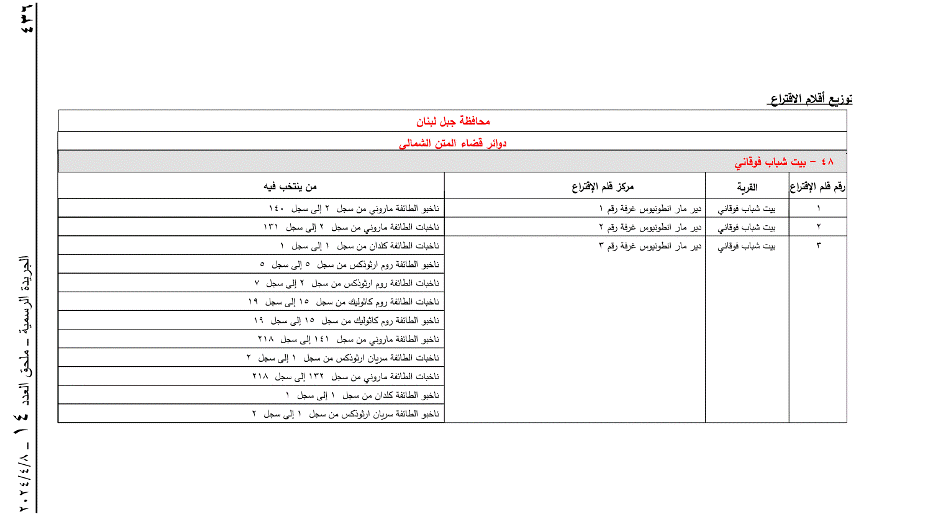 ٤٣٦
توزيع أقلام الاقتراع
محافظة جبل لبنان
دوائر قضاء المتن الشمالي
٤٨ - بيت شباب فوقاني
رقم قلم الإقتراع القرية مركز قلم الإقتراع من ينتخب فيه
١ بيت شباب فوقاني دير مار انطونيوس غرفة رقم ١ ناخبو الطائفة ماروني من سجل ٢ إلى سجل ١٤٠
٢ بيت شباب فوقاني دير مار انطونيوس غرفة رقم ٢ ناخبات الطائفة ماروني من سجل ٢ إلى سجل ١٣١
٣ بيت شباب فوقاني دير مار انطونيوس غرفة رقم ٣ ناخبات الطائفة كلدان من سجل ١ إلى سجل ١
ناخبو الطائفة روم ارثوذكس من سجل ٥ إلى سجل ٥
ناخبات الطائفة روم ارثوذكس من سجل ٢ إلى سجل ٧
ناخبات الطائفة روم كاثوليك من سجل ١٥ إلى سجل ١٩
ناخبو الطائفة روم كاثوليك من سجل ١٥ إلى سجل ١٩
ناخبو الطائفة ماروني من سجل ١٤١ إلى سجل ٢١٨
ناخبات الطائفة سريان ارثوذكس من سجل ١ إلى سجل ٢
ناخبات الطائفة ماروني من سجل ١٣٢ إلى سجل ٢١٨
ناخبو الطائفة كلدان من سجل ١ إلى سجل ١
ناخبو الطائفة سريان ارثوذكس من سجل ١ إلى سجل ٢
الجريدة الرسمية – ملحق العدد ١٤ – ٢٠٢٤/٤/٨